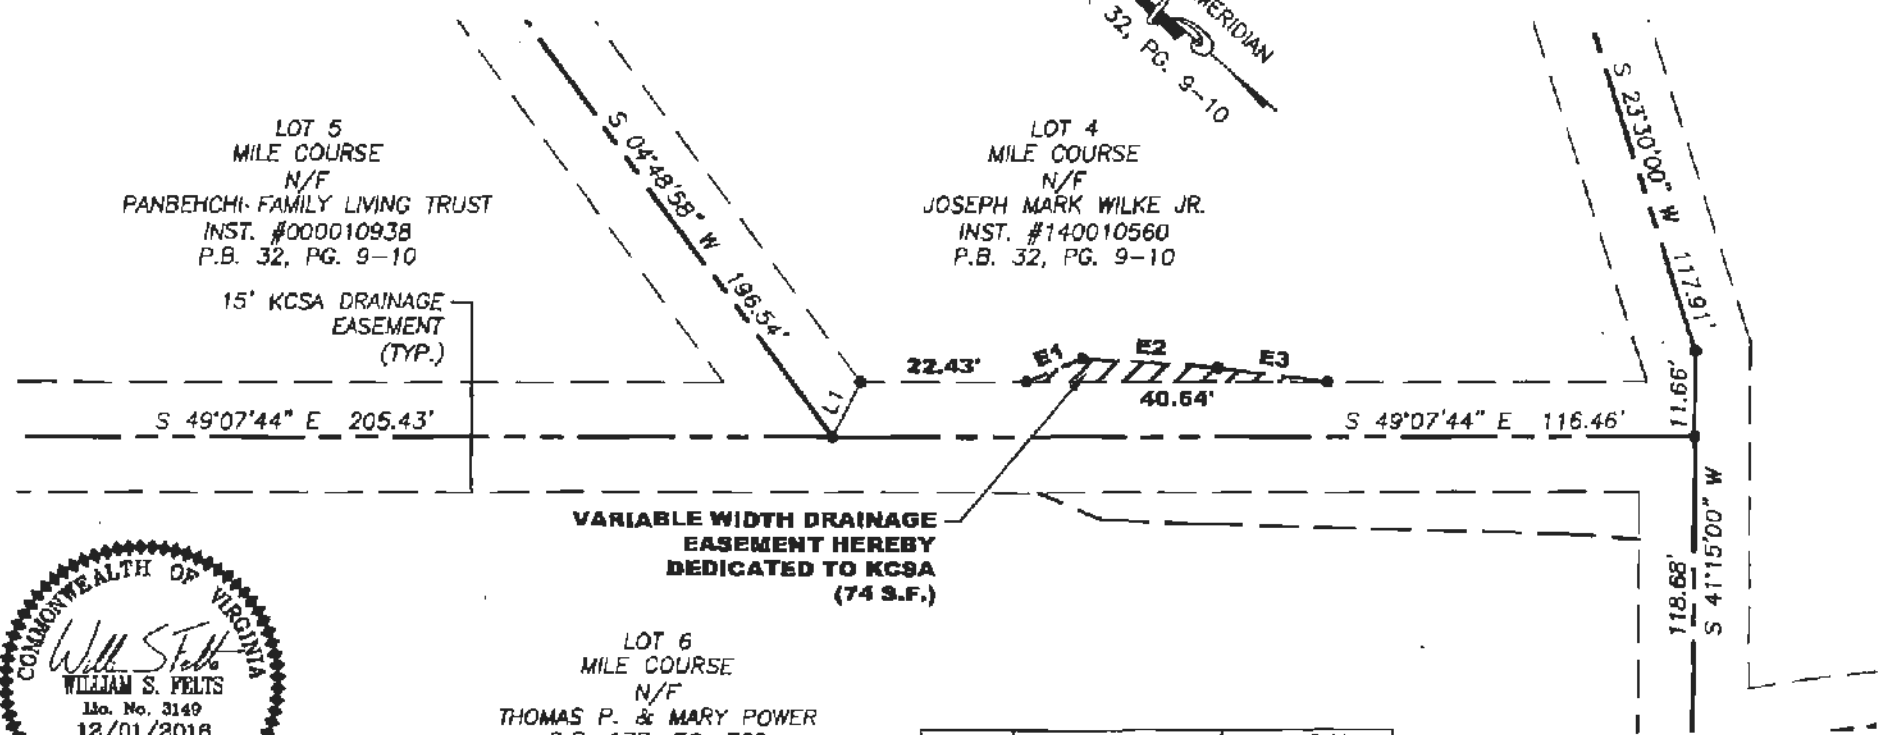 MERIDIAN
32, PG. 9-10
LOT 5
MILE COURSE
N/F
PANBEHCHI FAMILY LIVING TRUST
INST. #000010938
P.B. 32, PG. 9-10
15' KCSA DRAINAGE
EASEMENT
(TYP.)
S 04°48'58" W 196.54'
LOT 4
MILE COURSE
N/F
JOSEPH MARK WILKE JR.
INST. #140010560
P.B. 32, PG. 9-10
S 23°30'00" W 117.91'
22.43'
E1
E2
E3
40.64'
L1
11.66'
S 49°07'44" E 205.43'
S 49°07'44" E 116.46'
VARIABLE WIDTH DRAINAGE
EASEMENT HEREBY
DEDICATED TO KCSA
(74 S.F.)
118.68'
S 41°15'00" W
COMMONWEALTH OF VIRGINIA
WILLIAM S. FELTS
Lic. No. 3149
12/01/2016
LOT 6
MILE COURSE
N/F
THOMAS P. & MARY POWER